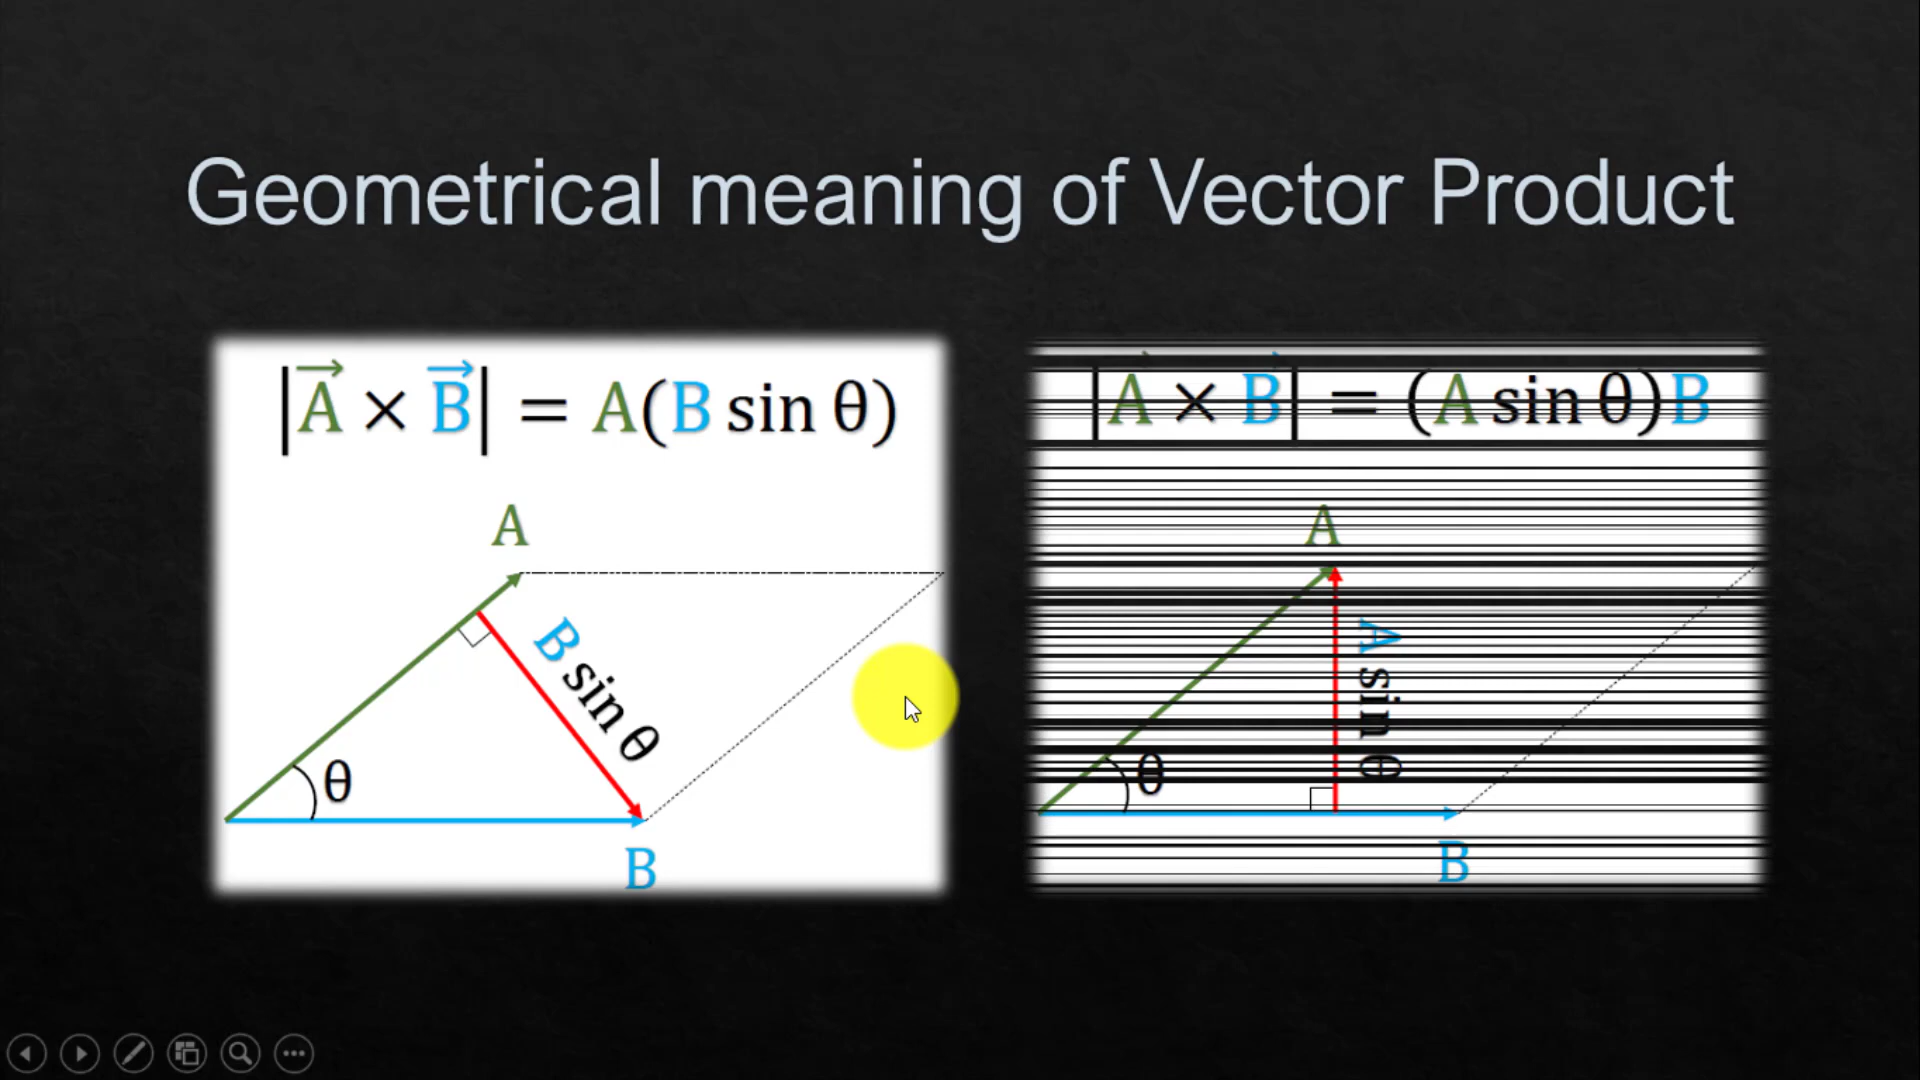 Geometrical meaning of Vector Product
|A⃗ × B⃗| = A(B sin θ)
A
B sin θ
θ
B
|A⃗ × B⃗| = (A sin θ)B
A
A sin θ
θ
B